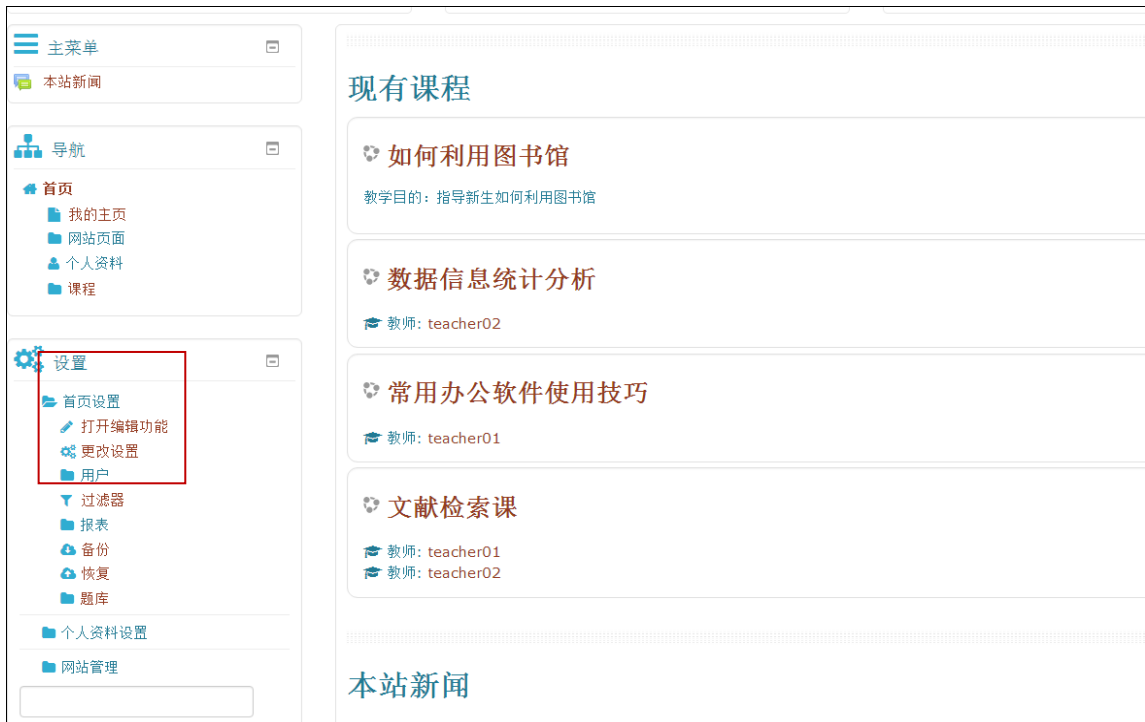 主菜单
本站新闻
导航
首页
我的主页
网站页面
个人资料
课程
设置
首页设置
打开编辑功能
更改设置
用户
过滤器
报表
备份
恢复
题库
个人资料设置
网站管理
现有课程
如何利用图书馆
教学目的：指导新生如何利用图书馆
数据信息统计分析
教师: teacher02
常用办公软件使用技巧
教师: teacher01
文献检索课
教师: teacher01
教师: teacher02
本站新闻